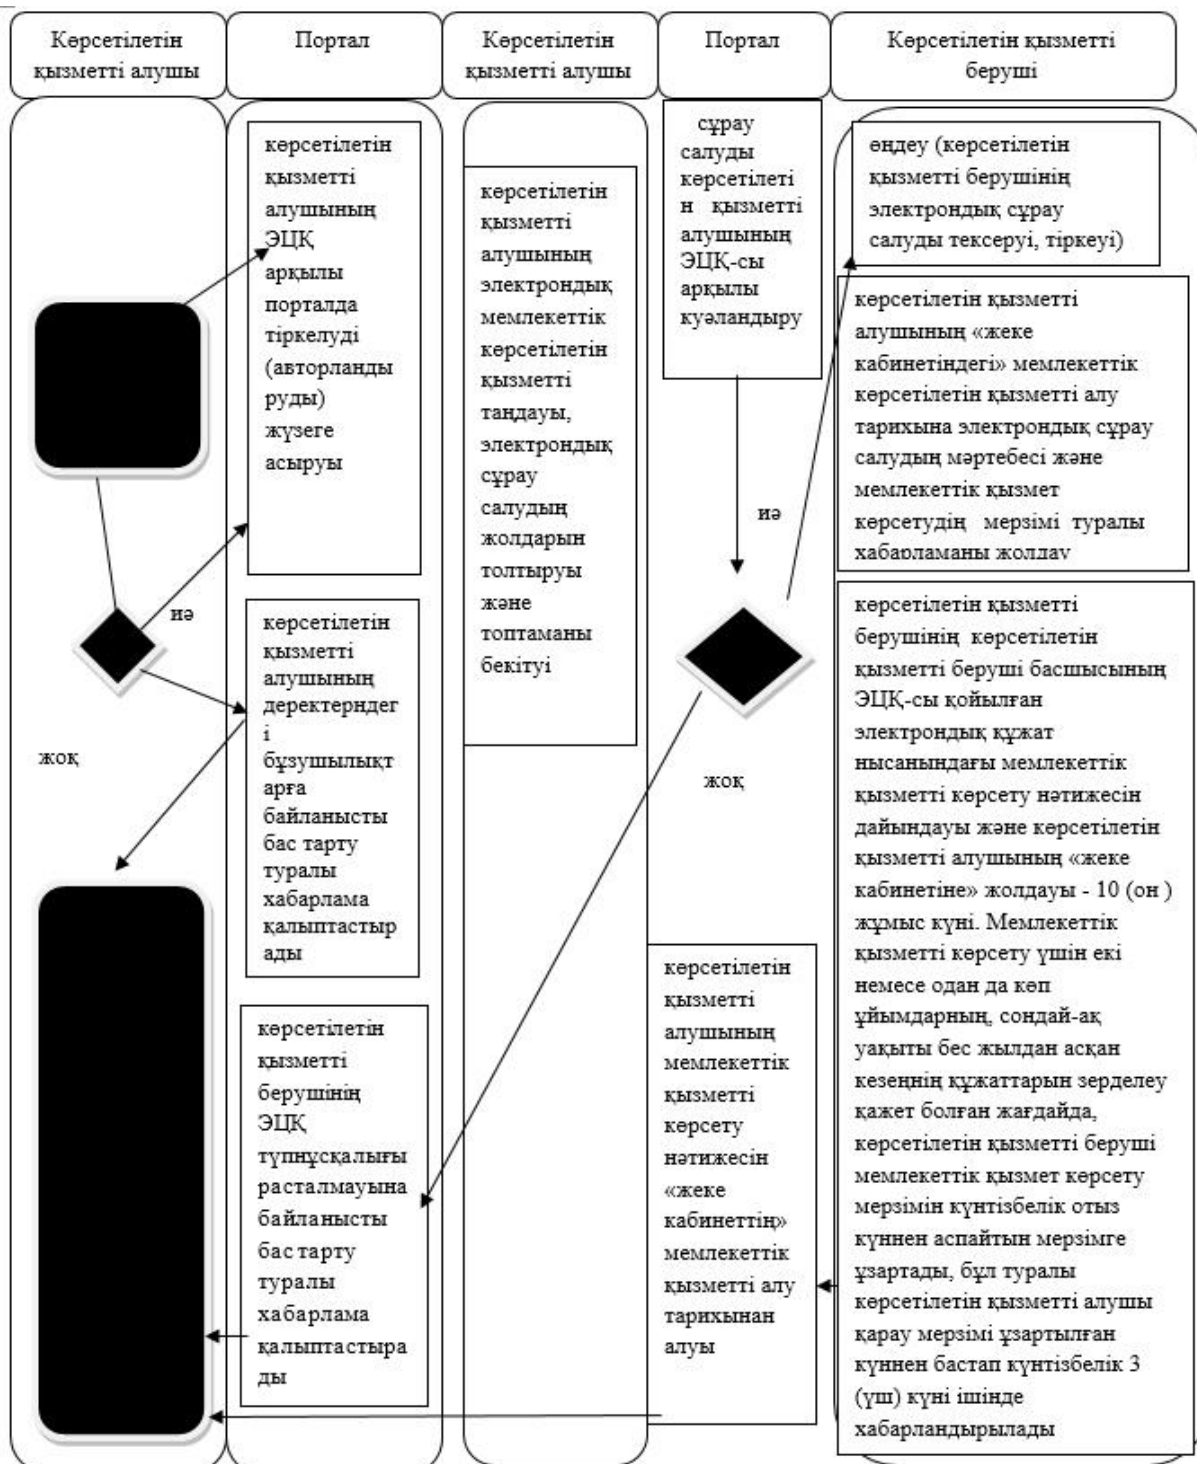 Көрсетілетін
қызметті алушы
Портал
Көрсетілетін
қызметті алушы
Портал
Көрсетілетін қызметті
беруші
көрсетілетін
қызметті
алушының
ЭЦҚ
арқылы
порталда
тіркелуді
(авторланды
руды)
жүзеге
асыруы
иә
жоқ
көрсетілетін
қызметті
алушының
деректерндег
і
бұзушылықт
арға
байланысты
бас тарту
туралы
хабарлама
қалыптастыр
ады
көрсетілетін
қызметті
берушінің
ЭЦҚ
түпнұсқалығы
расталмауына
байланысты
бас тарту
туралы
хабарлама
қалыптастыра
ды
көрсетілетін
қызметті
алушының
электрондық
мемлекеттік
көрсетілетін
қызметті
таңдауы,
электрондық
сұрау
салудың
жолдарын
толтыруы
және
топтаманы
бекітуі
сұрау
салуды
көрсетілеті
н қызметті
алушының
ЭЦҚ-сы
арқылы
куәландыру
иә
жоқ
көрсетілетін
қызметті
алушының
мемлекеттік
қызметті
көрсету
нәтижесін
«жеке
кабинеттің»
мемлекеттік
қызметті алу
тарихынан
алуы
өңдеу (көрсетілетін
қызметті берушінің
электрондық сұрау
салуды тексеруі, тіркеуі)
көрсетілетін қызметті
алушының «жеке
кабинетіндегі» мемлекеттік
көрсетілетін қызметті алу
тарихына электрондық сұрау
салудың мәртебесі және
мемлекеттік қызмет
көрсетудің мерзімі туралы
хабарламаны жолдау
көрсетілетін қызметті
берушінің көрсетілетін
қызметті беруші басшысының
ЭЦҚ-сы қойылған
электрондық құжат
нысанындағы мемлекеттік
қызметті көрсету нәтижесін
дайындауы және көрсетілетін
қызметті алушының «жеке
кабинетіне» жолдауы - 10 (он )
жұмыс күні. Мемлекеттік
қызметті көрсету үшін екі
немесе одан да көп
ұйымдарның, сондай-ақ
уақыты бес жылдан асқан
кезеңнің құжаттарын зерделеу
қажет болған жағдайда,
көрсетілетін қызметті беруші
мемлекеттік қызмет көрсету
мерзімін күнтізбелік отыз
күннен аспайтын мерзімге
ұзартады, бұл туралы
көрсетілетін қызметті алушы
қарау мерзімі ұзартылған
күннен бастап күнтізбелік 3
(үш) күні ішінде
хабарландырылады